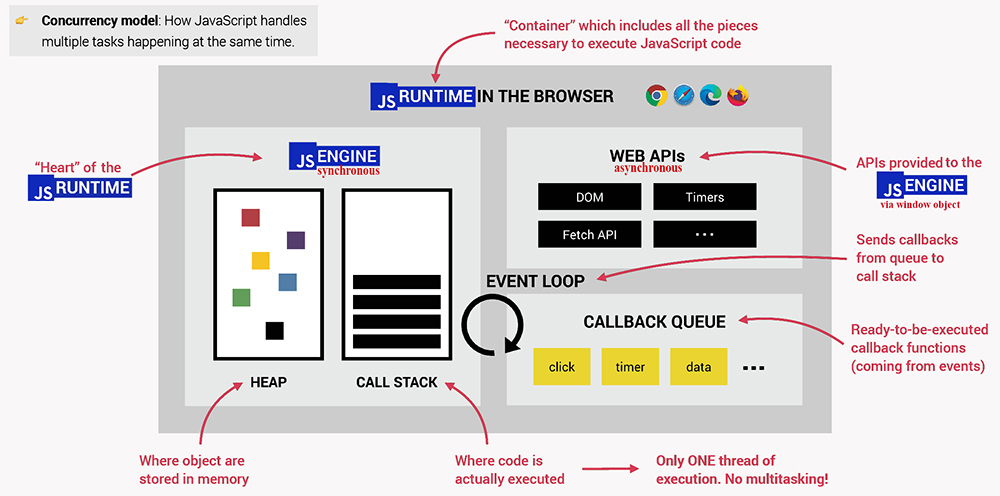 Concurrency model: How JavaScript handles
multiple tasks happening at the same time.
“Container” which includes all the pieces
necessary to execute JavaScript code
JS RUNTIME IN THE BROWSER
“Heart” of the
JS RUNTIME
JS ENGINE
synchronous
WEB APIs
asynchronous
DOM
Timers
Fetch API
...
APIs provided to the
JS ENGINE
via window object
Sends callbacks
from queue to
call stack
EVENT LOOP
CALLBACK QUEUE
click
timer
data
...
Ready-to-be-executed
callback functions
(coming from events)
HEAP
CALL STACK
Where object are
stored in memory
Where code is
actually executed
Only ONE thread of
execution. No multitasking!